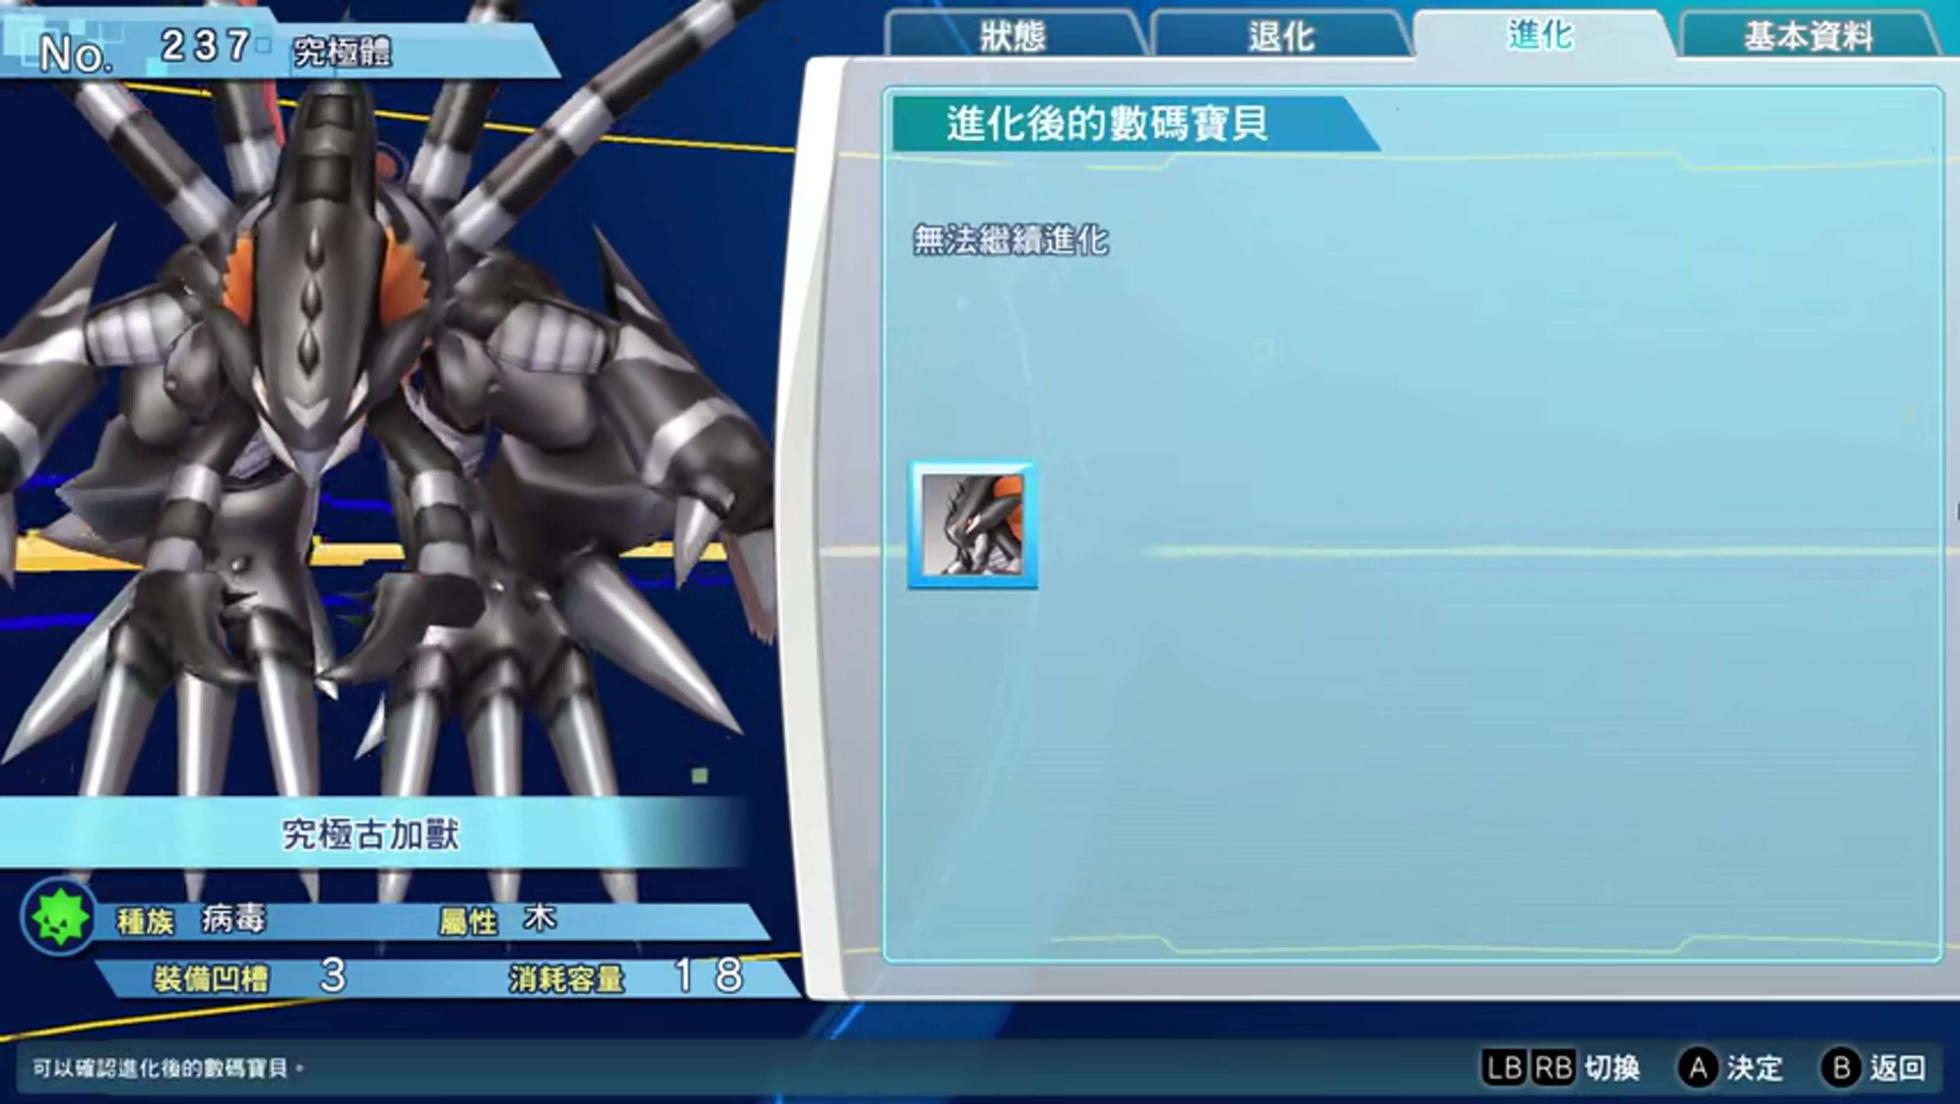 No. 237 究極體
狀態 退化 進化 基本資料
進化後的數碼寶貝
無法繼續進化
究極古加獸
種族 病毒 屬性 木
裝備凹槽 3 消耗容量 18
可以確認進化後的數碼寶貝。
LB RB 切換 A 決定 B 返回